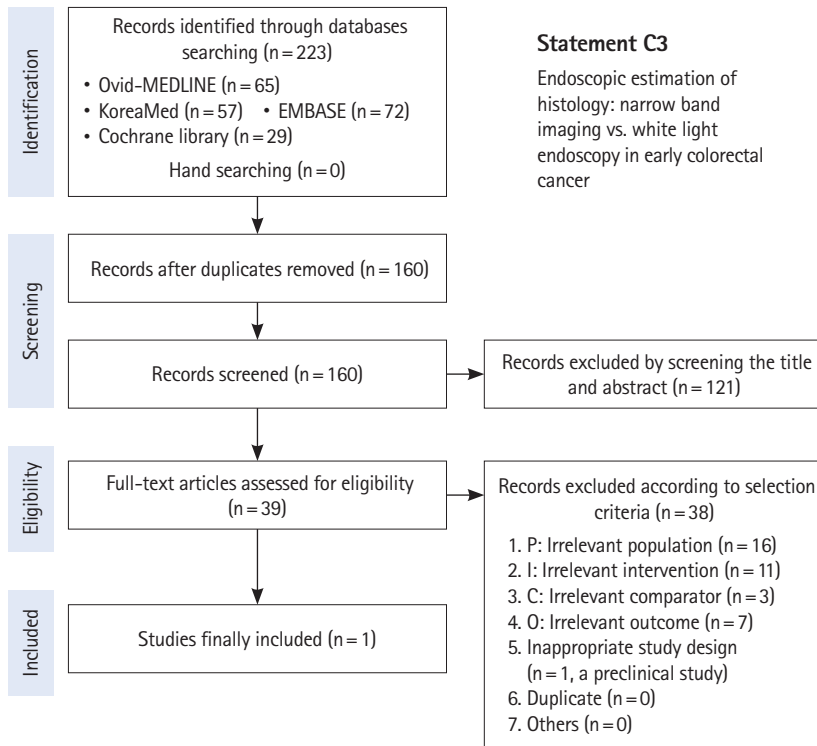 Identification
Records identified through databases
searching (n=223)
• Ovid-MEDLINE (n=65)
• KoreaMed (n=57) • EMBASE (n=72)
• Cochrane library (n=29)
Hand searching (n=0)
Statement C3
Endoscopic estimation of
histology: narrow band
imaging vs. white light
endoscopy in early colorectal
cancer
Screening
Records after duplicates removed (n=160)
Records screened (n=160)
Records excluded by screening the title
and abstract (n=121)
Eligibility
Full-text articles assessed for eligibility
(n=39)
Records excluded according to selection
criteria (n=38)
1. P: Irrelevant population (n=16)
2. I: Irrelevant intervention (n=11)
3. C: Irrelevant comparator (n=3)
4. O: Irrelevant outcome (n=7)
5. Inappropriate study design
(n=1, a preclinical study)
6. Duplicate (n=0)
7. Others (n=0)
Included
Studies finally included (n=1)